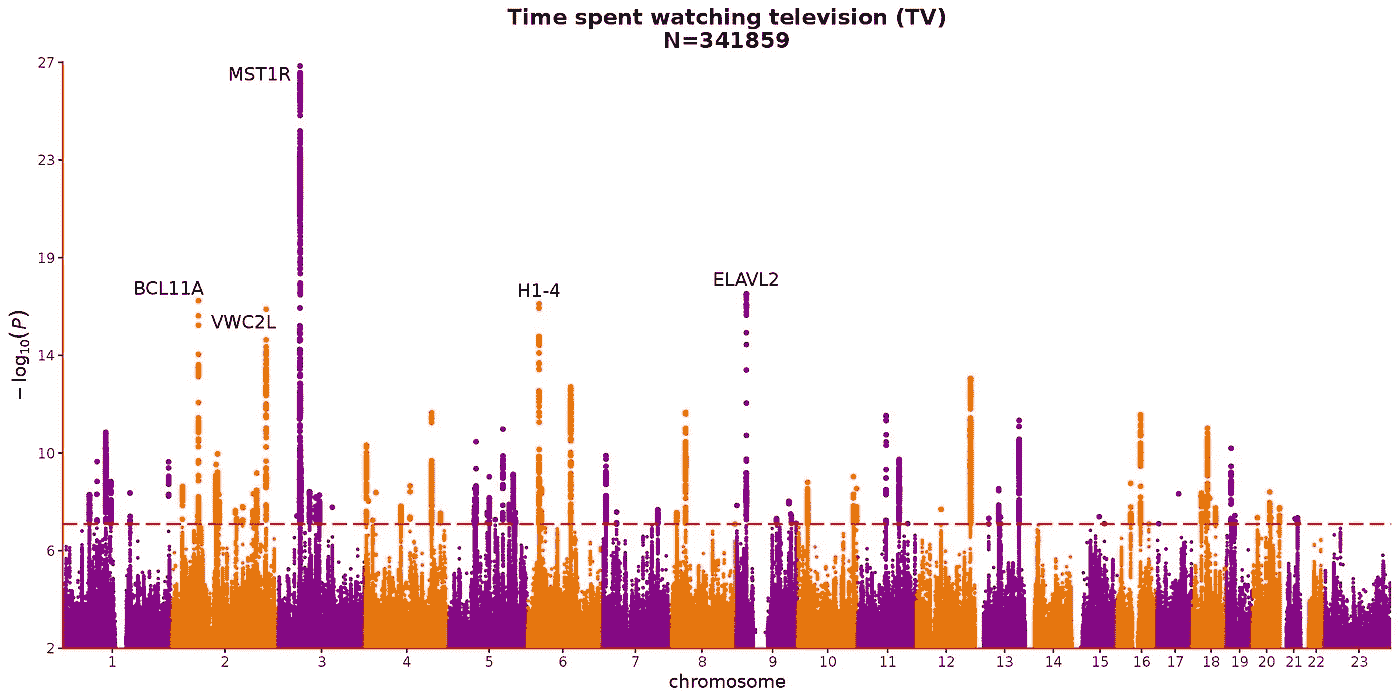 Time spent watching television (TV)
N=341859
27
23
19
14
10
6
2
− log₁₀(P)
MST1R
BCL11A
VWC2L
H1-4
ELAVL2
1 2 3 4 5 6 7 8 9 10 11 12 13 14 15 16 17 18 19 20 21 22 23
chromosome